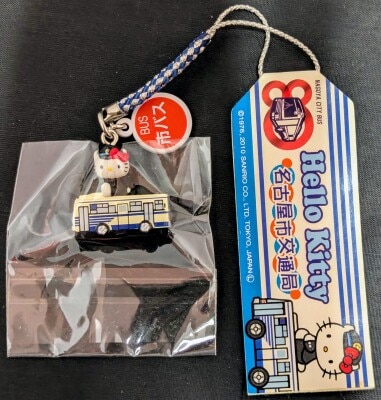 市バス
BUS
NAGOYA CITY BUS
Hello Kitty
名古屋市交通局
©1976, 2010 SANRIO CO., LTD. TOKYO, JAPAN Ⓛ